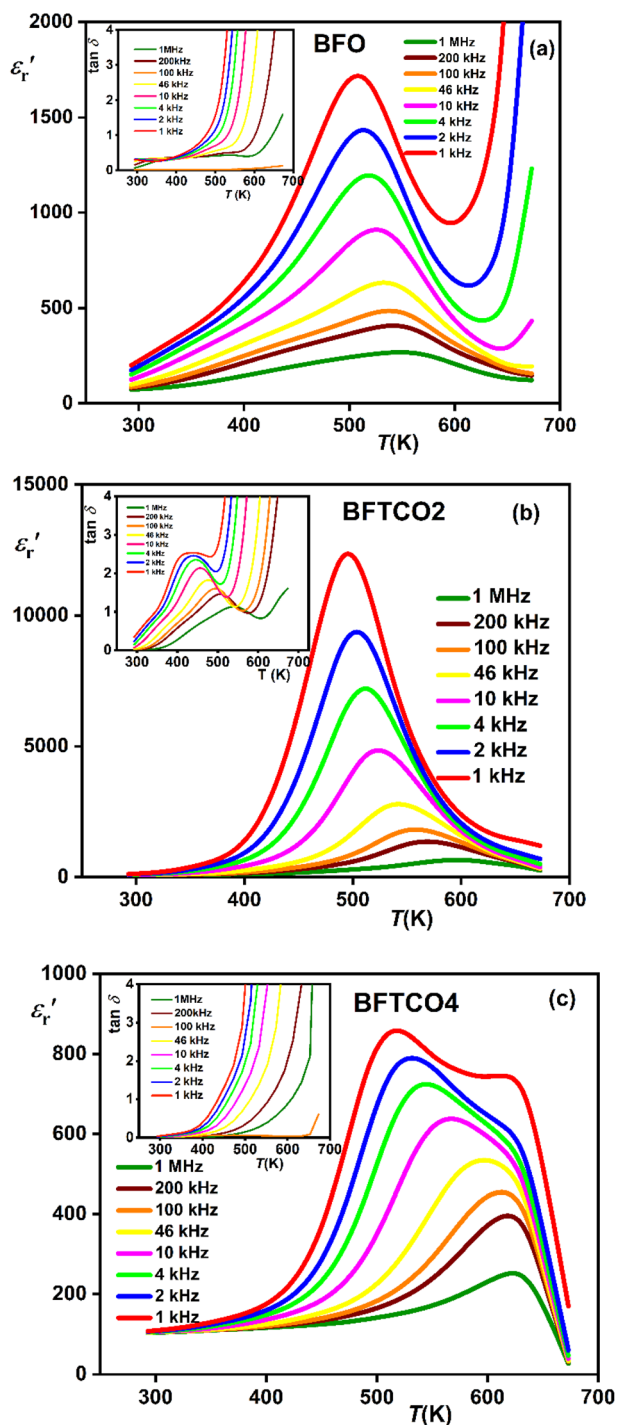 2000
1500
1000
500
0
εr′
300
400
500
600
700
T(K)
BFO
(a)
1 MHz
200 kHz
100 kHz
46 kHz
10 kHz
4 kHz
2 kHz
1 kHz
tan δ
4
3
2
1
0
300 400 500 600 700
T (K)
1MHz
200kHz
100 kHz
46 kHz
10 kHz
4 kHz
2 kHz
1 kHz
15000
10000
5000
0
εr′
300
400
500
600
700
T(K)
BFTCO2
(b)
1 MHz
200 kHz
100 kHz
46 kHz
10 kHz
4 kHz
2 kHz
1 kHz
tan δ
4
3
2
1
0
300 400 500 600 700
T (K)
1 MHz
200 kHz
100 kHz
46 kHz
10 kHz
4 kHz
2 kHz
1 kHz
1000
800
600
400
200
0
εr′
300
400
500
600
700
T(K)
BFTCO4
(c)
1 MHz
200 kHz
100 kHz
46 kHz
10 kHz
4 kHz
2 kHz
1 kHz
tan δ
4
3
2
1
0
300 400 500 600 700
T(K)
1MHz
200kHz
100 kHz
46 kHz
10 kHz
4 kHz
2 kHz
1 kHz